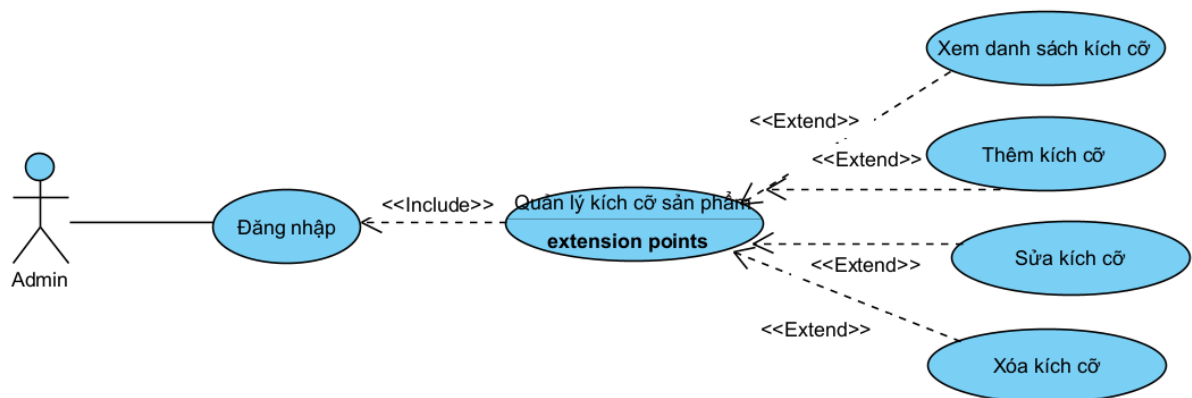 Xem danh sách kích cỡ
<<Extend>>
Thêm kích cỡ
<<Extend>>
<<Include>>
Quản lý kích cỡ sản phẩm
Đăng nhập
extension points
Sửa kích cỡ
<<Extend>>
Admin
<<Extend>>
Xóa kích cỡ